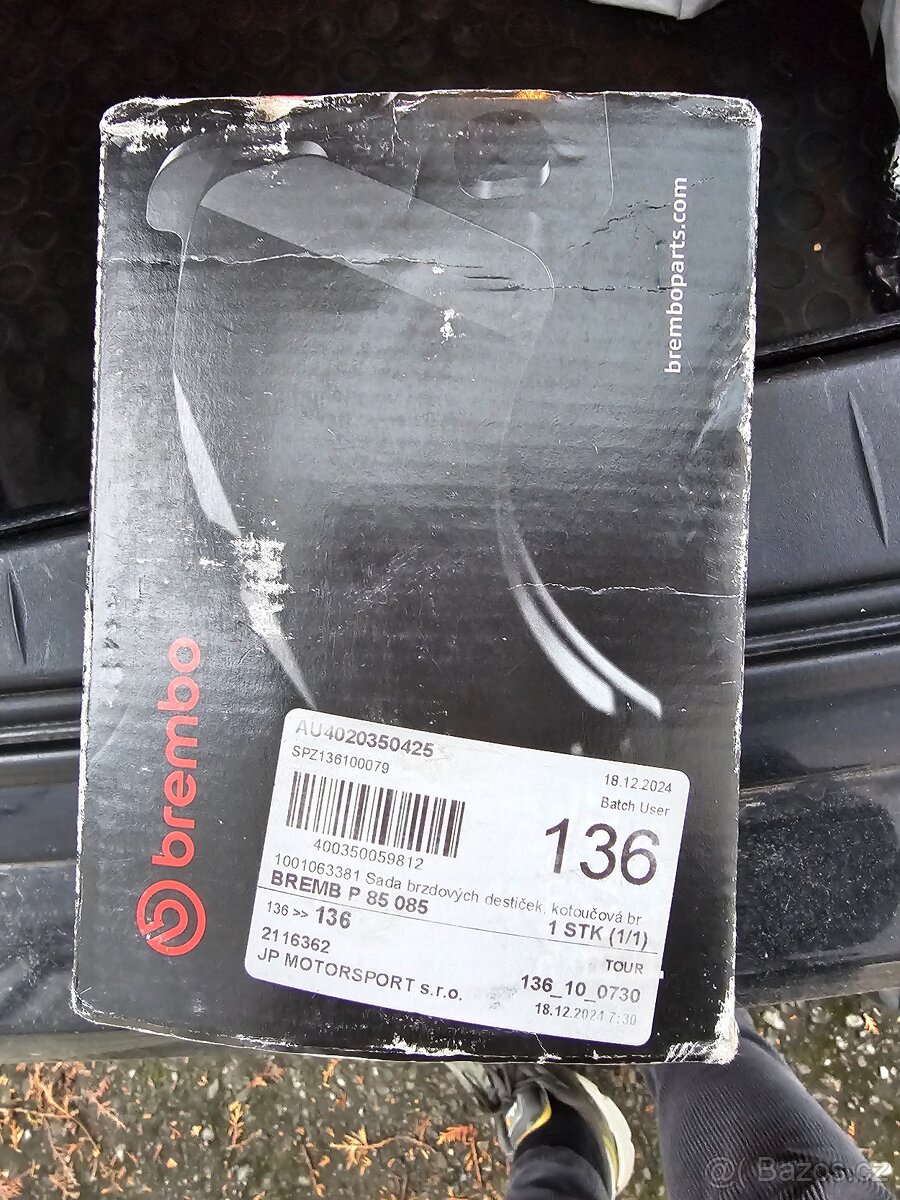 bremboparts.com
brembo
AU4020350425
SPZ136100079
18.12.2024
Batch User
400350059812
136
1001063381 Sada brzdových destiček, kotoučová br
BREMB P 85 085
1 STK (1/1)
136 >> 136
TOUR
2116362
136_10_0730
JP MOTORSPORT s.r.o.
18.12.2024 7:30
@( Bazos.cz